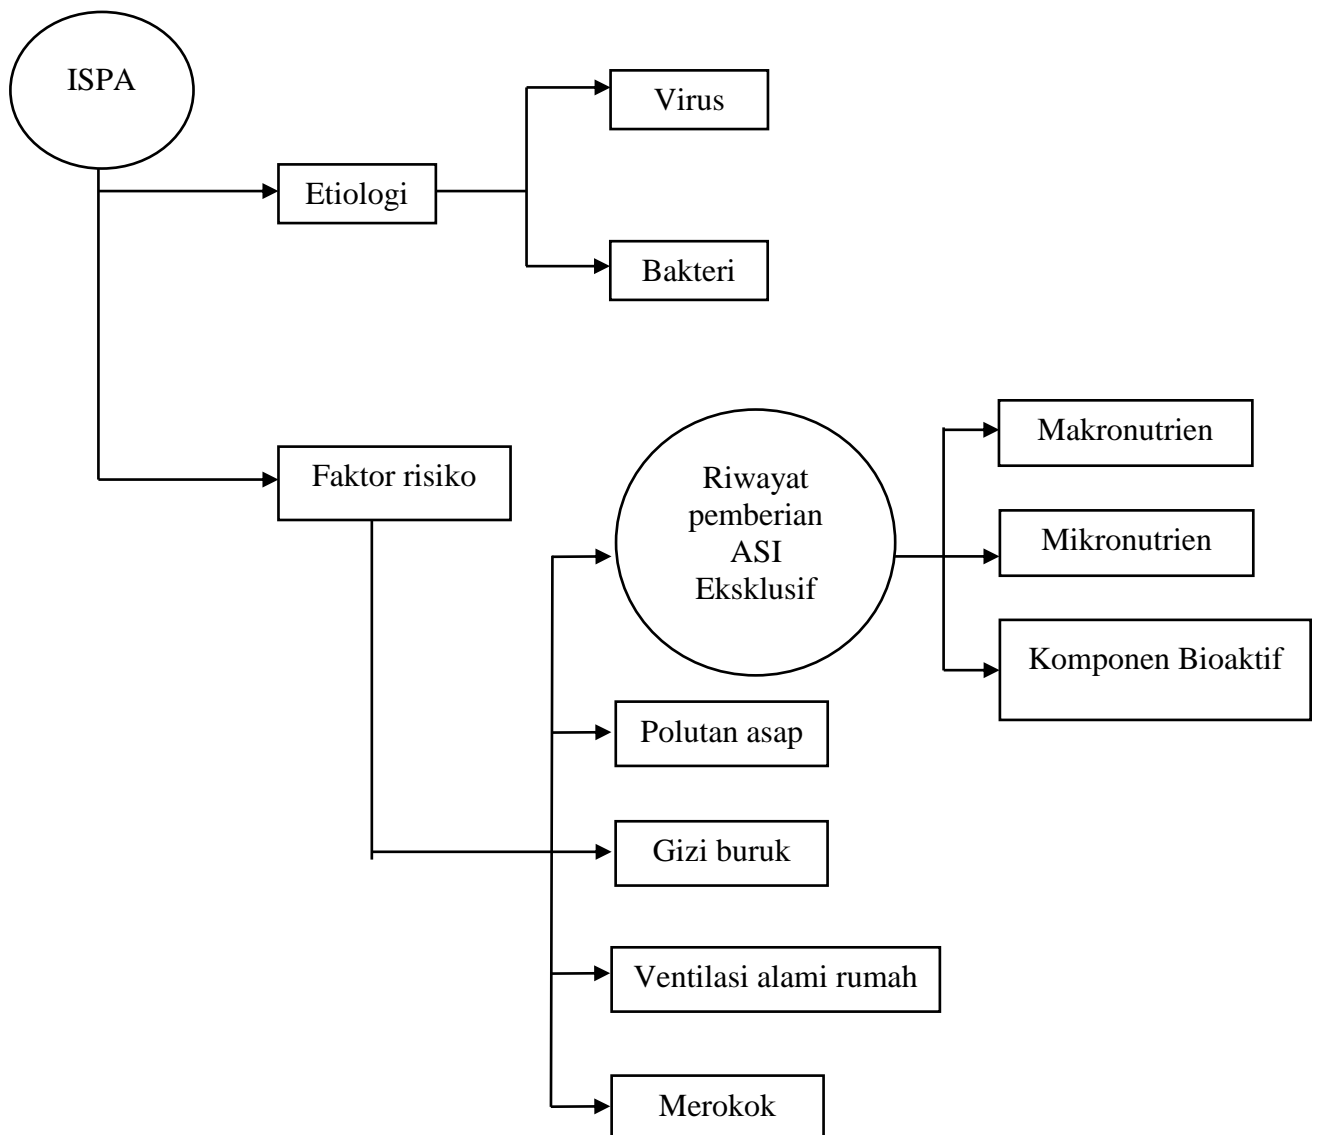 ISPA
Virus
Etiologi
Bakteri
Faktor risiko
Riwayat
pemberian
ASI
Eksklusif
Makronutrien
Mikronutrien
Komponen Bioaktif
Polutan asap
Gizi buruk
Ventilasi alami rumah
Merokok